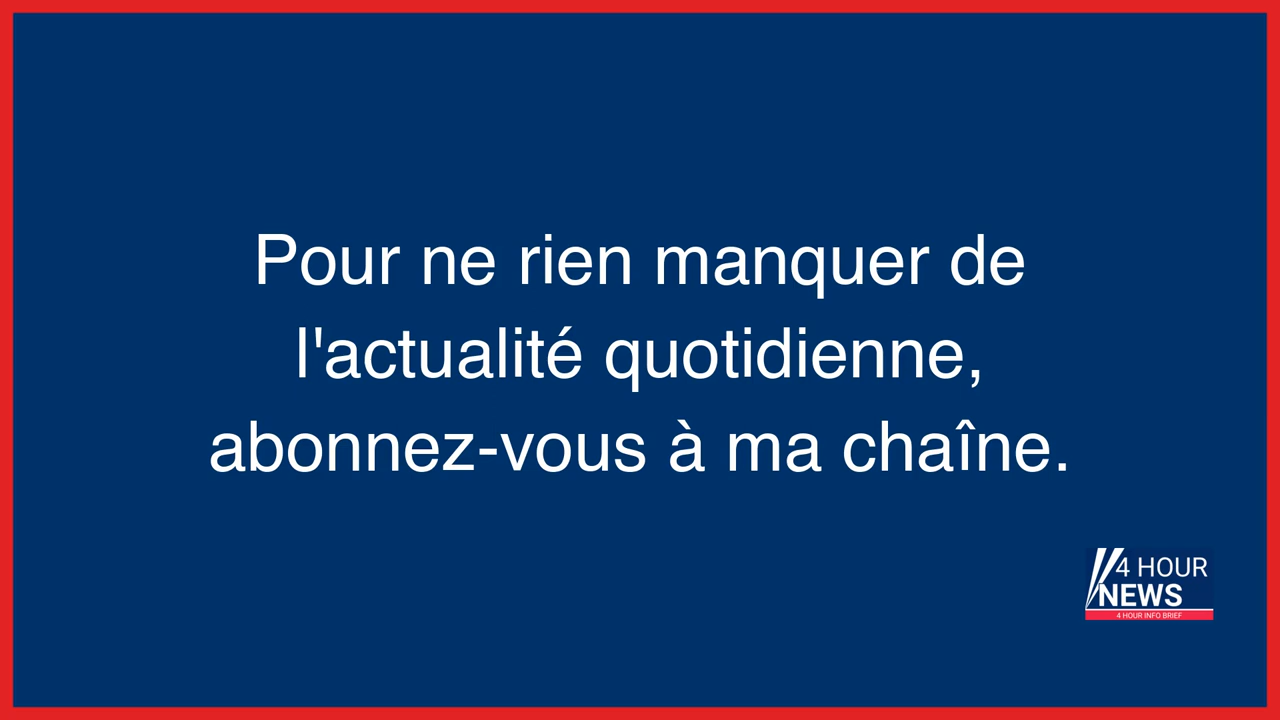 Pour ne rien manquer de
l'actualité quotidienne,
abonnez-vous à ma chaîne.
4 HOUR
NEWS
4 HOUR INFO BRIEF